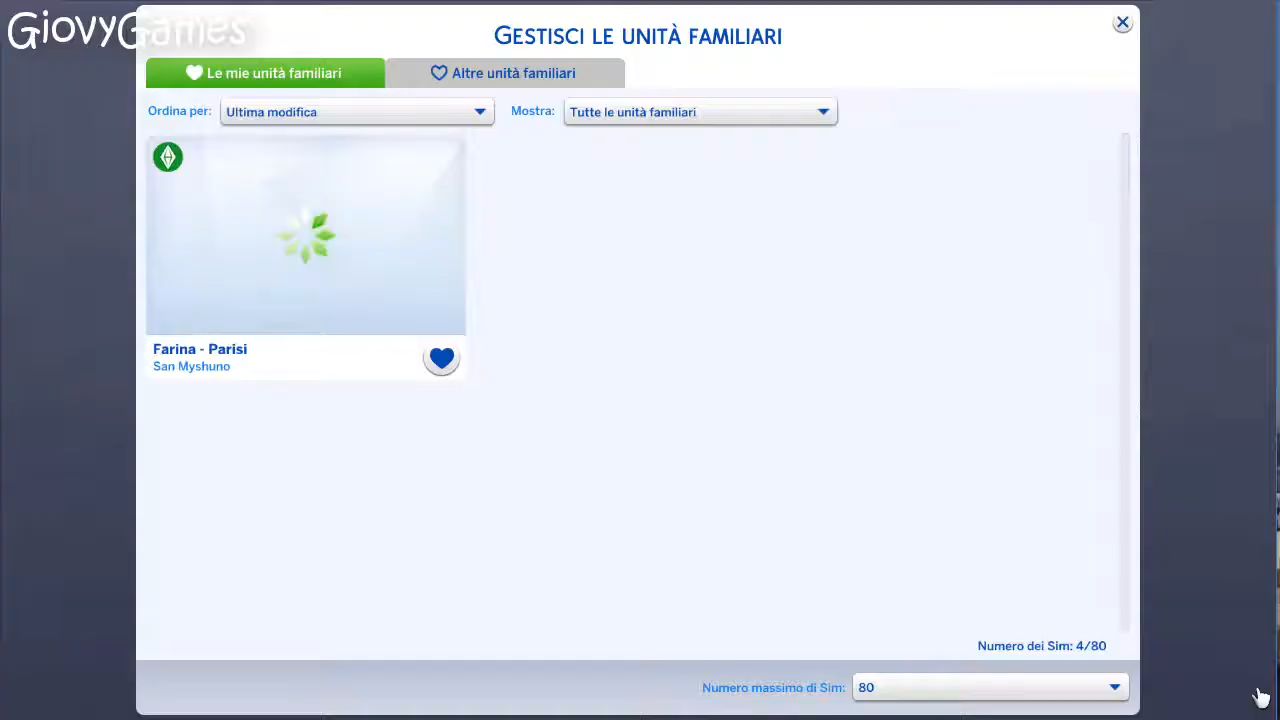 GiovyGames
GESTISCI LE UNITÀ FAMILIARI
Le mie unità familiari
Altre unità familiari
Ordina per:
Ultima modifica
Mostra:
Tutte le unità familiari
Farina - Parisi
San Myshuno
Numero dei Sim: 4/80
Numero massimo di Sim:
80